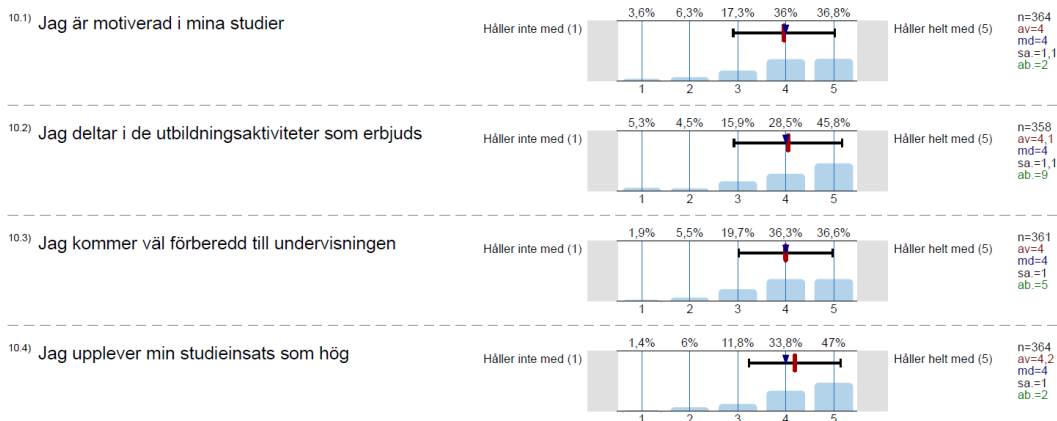 10.1) Jag är motiverad i mina studier
Håller inte med (1)
3,6% 6,3% 17,3% 36% 36,8%
1 2 3 4 5
Håller helt med (5)
n=364
av=4
md=4
sa.=1,1
ab.=2
10.2) Jag deltar i de utbildningsaktiviteter som erbjuds
Håller inte med (1)
5,3% 4,5% 15,9% 28,5% 45,8%
1 2 3 4 5
Håller helt med (5)
n=358
av=4,1
md=4
sa.=1,1
ab.=9
10.3) Jag kommer väl förberedd till undervisningen
Håller inte med (1)
1,9% 5,5% 19,7% 36,3% 36,6%
1 2 3 4 5
Håller helt med (5)
n=361
av=4
md=4
sa.=1
ab.=5
10.4) Jag upplever min studieinsats som hög
Håller inte med (1)
1,4% 6% 11,8% 33,8% 47%
1 2 3 4 5
Håller helt med (5)
n=364
av=4,2
md=4
sa.=1
ab.=2